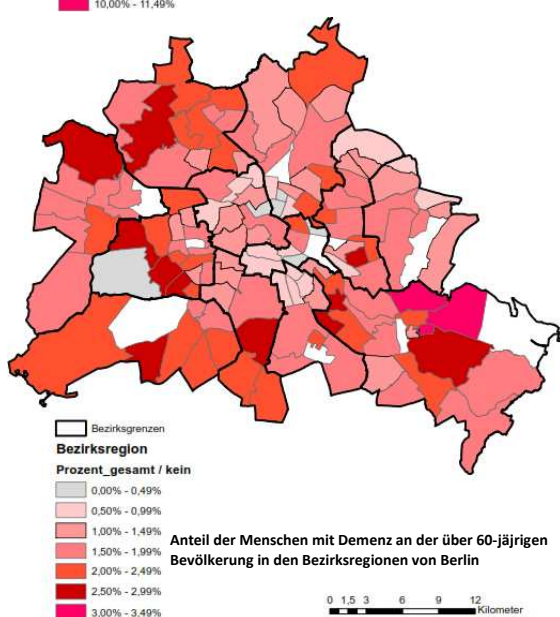 10,00% - 11,49%
Bezirksgrenzen
Bezirksregion
Prozent_gesamt / kein
0,00% - 0,49%
0,50% - 0,99%
1,00% - 1,49%
1,50% - 1,99%
2,00% - 2,49%
2,50% - 2,99%
3,00% - 3,49%
Anteil der Menschen mit Demenz an der über 60-järigen
Bevölkerung in den Bezirksregionen von Berlin
0 1,5 3 6 9 12
Kilometer